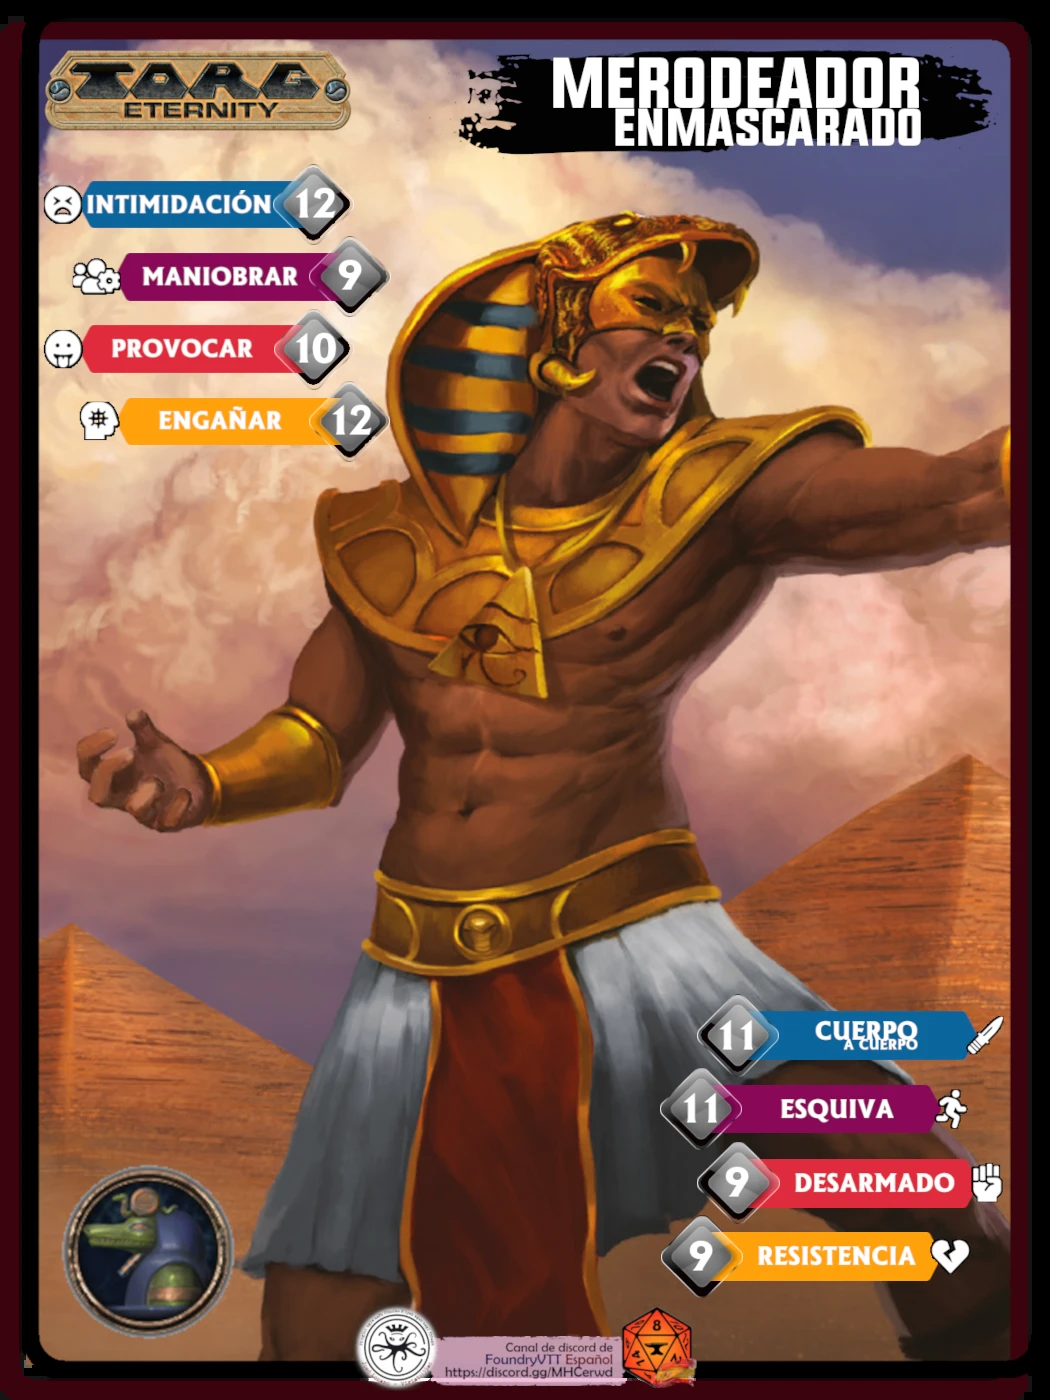 TORG
ETERNITY
MERODEADOR
ENMASCARADO
INTIMIDACIÓN 12
MANIOBRAR 9
PROVOCAR 10
ENGAÑAR 12
11 CUERPO
A CUERPO
11 ESQUIVA
9 DESARMADO
9 RESISTENCIA
Canal de discord de
FoundryVTT Español
https://discord.gg/MHCerwd
8